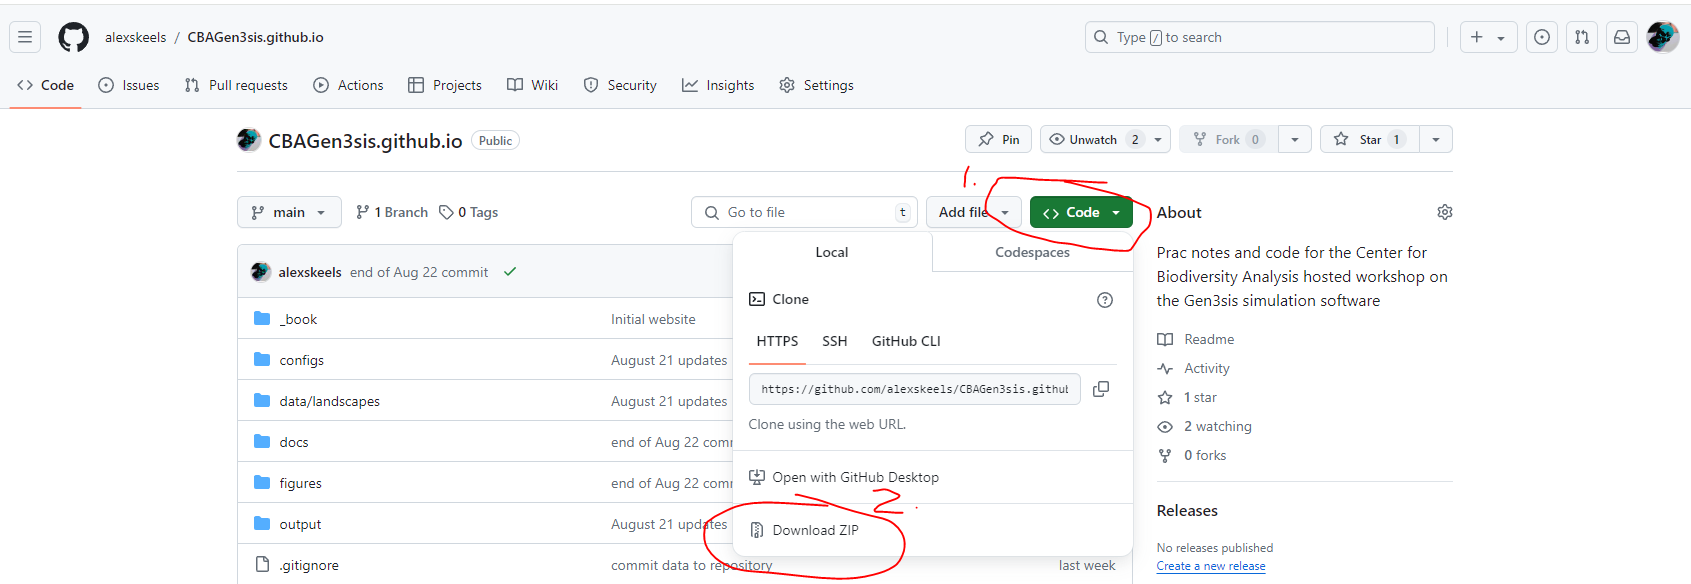 alexskeels / CBAGen3sis.github.io
Type / to search
Code Issues Pull requests Actions Projects Wiki Security Insights Settings
CBAGen3sis.github.io Public
Pin Unwatch 2 Fork 0 Star 1
1.
main 1 Branch 0 Tags
Go to file t
Add file
Code
About
Local Codespaces
Prac notes and code for the Center for
Biodiversity Analysis hosted workshop on
the Gen3sis simulation software
alexskeels end of Aug 22 commit
Clone
_book Initial website
HTTPS SSH GitHub CLI
Readme
configs August 21 updates
Activity
https://github.com/alexskeels/CBAGen3sis.github
data/landscapes August 21 updates
1 star
Clone using the web URL.
2 watching
docs end of Aug 22 comm
0 forks
Open with GitHub Desktop
figures end of Aug 22 comm
2.
Releases
output August 21 updates
Download ZIP
No releases published
.gitignore commit data to repository last week
Create a new release